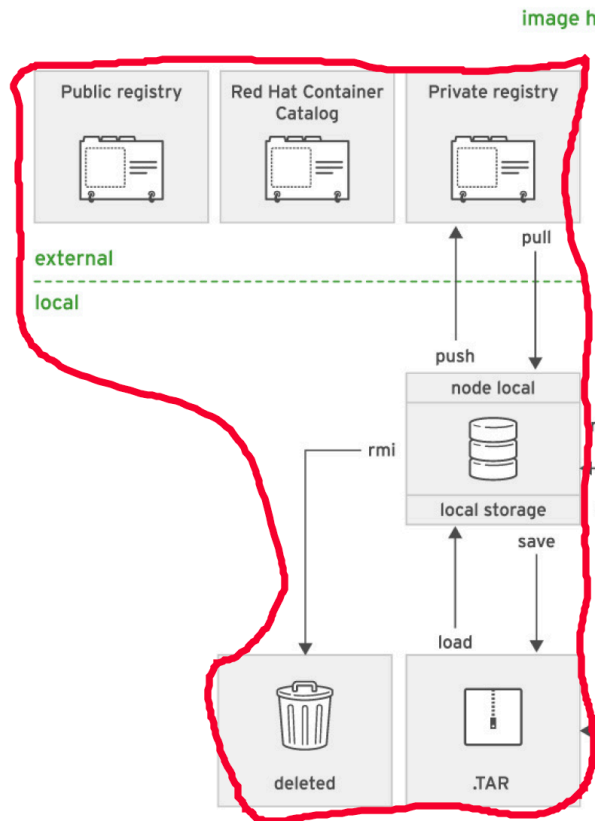 image h
Public registry
Red Hat Container
Catalog
Private registry
external
pull
local
push
node local
rmi
local storage
save
load
deleted
.TAR